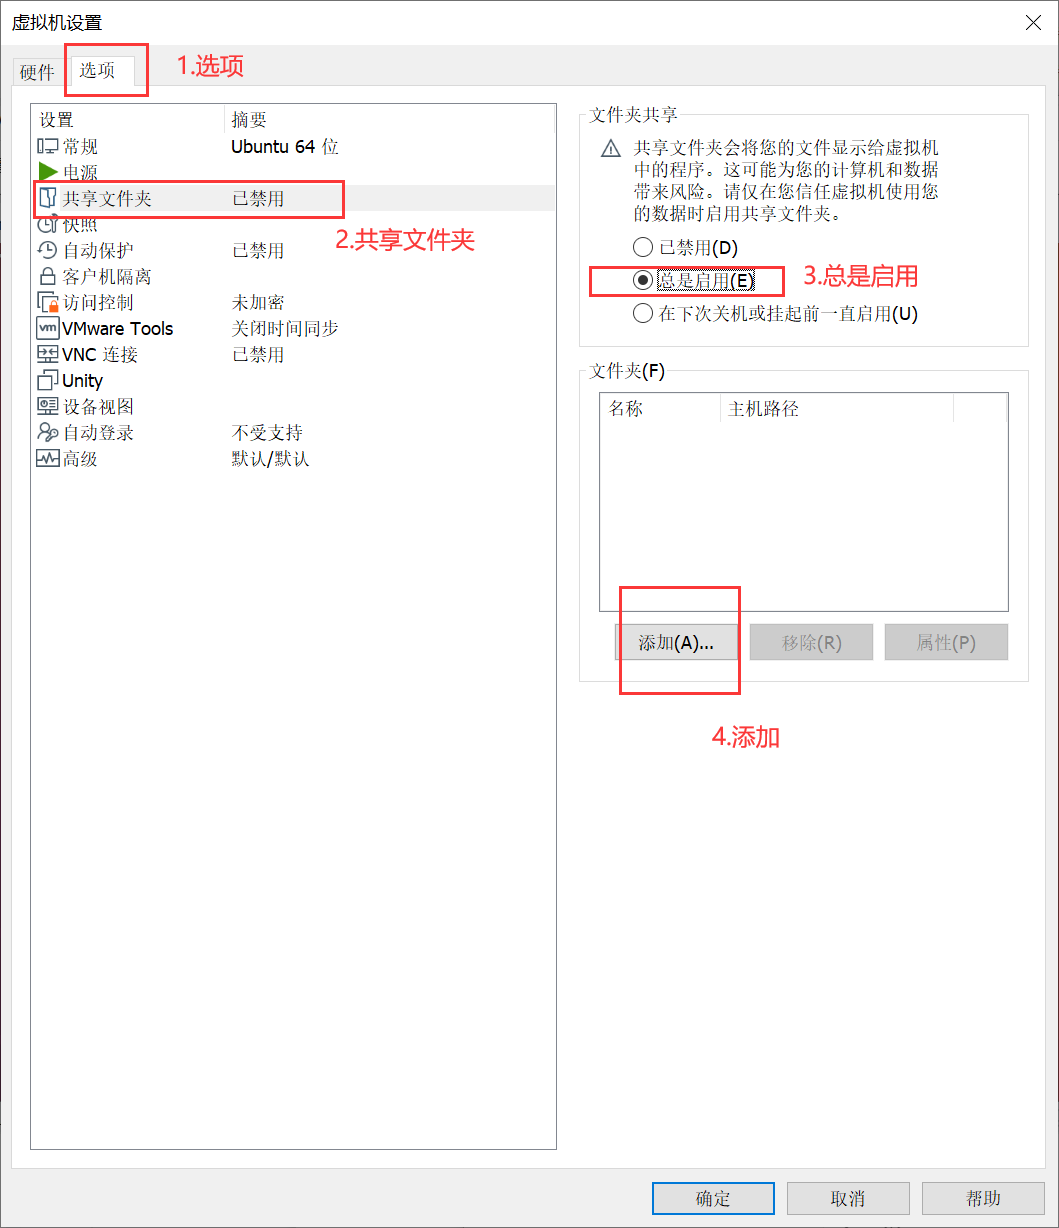 虚拟机设置
硬件
选项
1.选项
设置 摘要
常规 Ubuntu 64 位
电源
共享文件夹 已禁用
2.共享文件夹
快照
自动保护 已禁用
客户机隔离
访问控制 未加密
VMware Tools 关闭时间同步
VNC 连接 已禁用
Unity
设备视图
自动登录 不受支持
高级 默认/默认
文件夹共享
共享文件夹会将您的文件显示给虚拟机
中的程序。这可能为您的计算机和数据
带来风险。请仅在您信任虚拟机使用您
的数据时启用共享文件夹。
已禁用(D)
总是启用(E)
3.总是启用
在下次关机或挂起前一直启用(U)
文件夹(F)
名称 主机路径
添加(A)...
移除(R)
属性(P)
4.添加
确定
取消
帮助